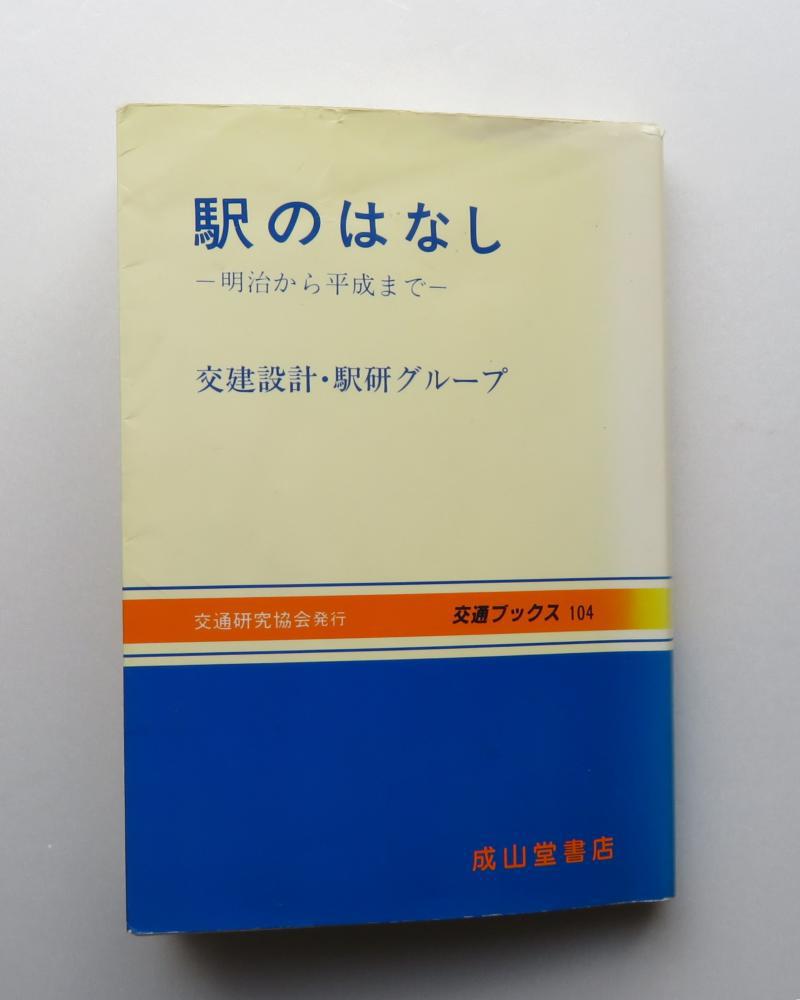 駅のはなし
−明治から平成まで−
交建設計・駅研グループ
交通研究協会発行
交通ブックス 104
成山堂書店